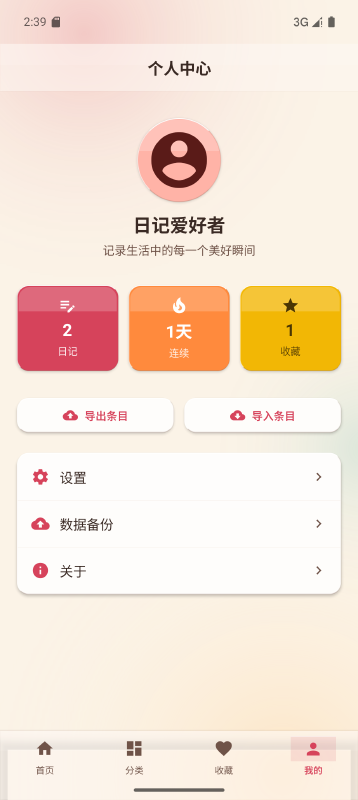 2:39
3G
个人中心
日记爱好者
记录生活中的每一个美好瞬间
2
日记
1天
连续
1
收藏
导出条目
导入条目
设置
数据备份
关于
首页
分类
收藏
我的